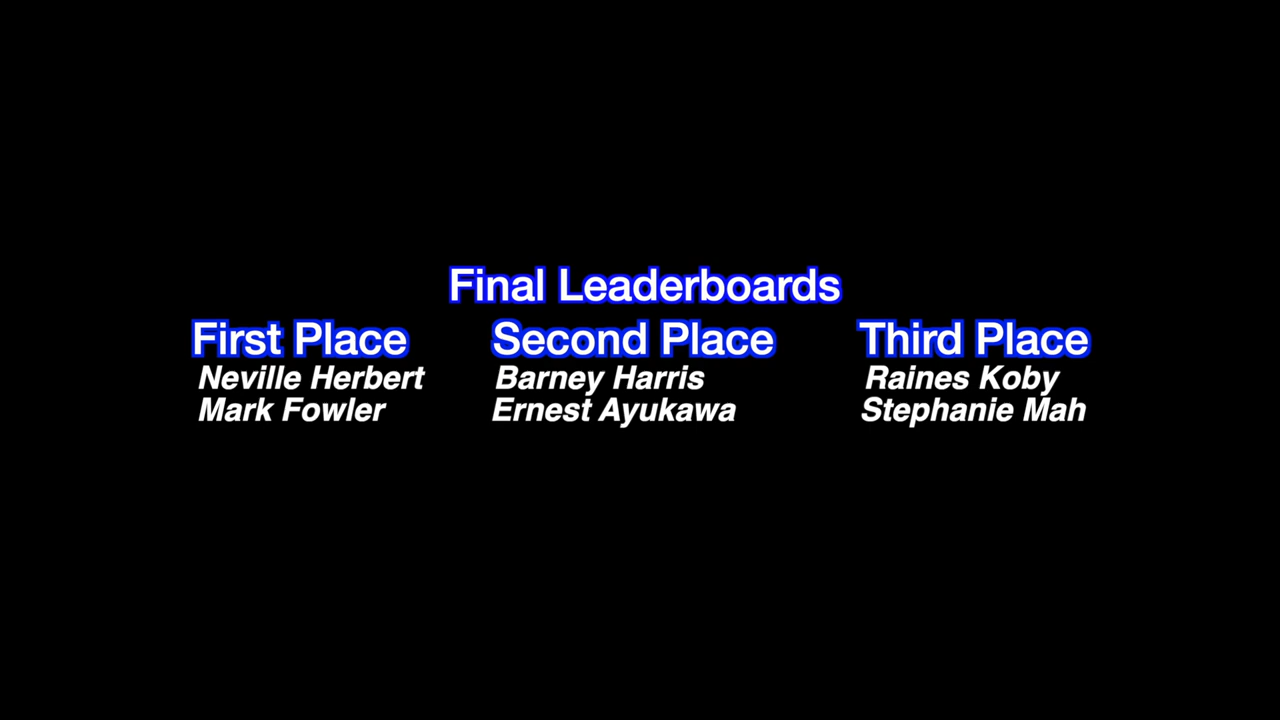 Final Leaderboards
First Place Second Place Third Place
Neville Herbert Barney Harris Raines Koby
Mark Fowler Ernest Ayukawa Stephanie Mah